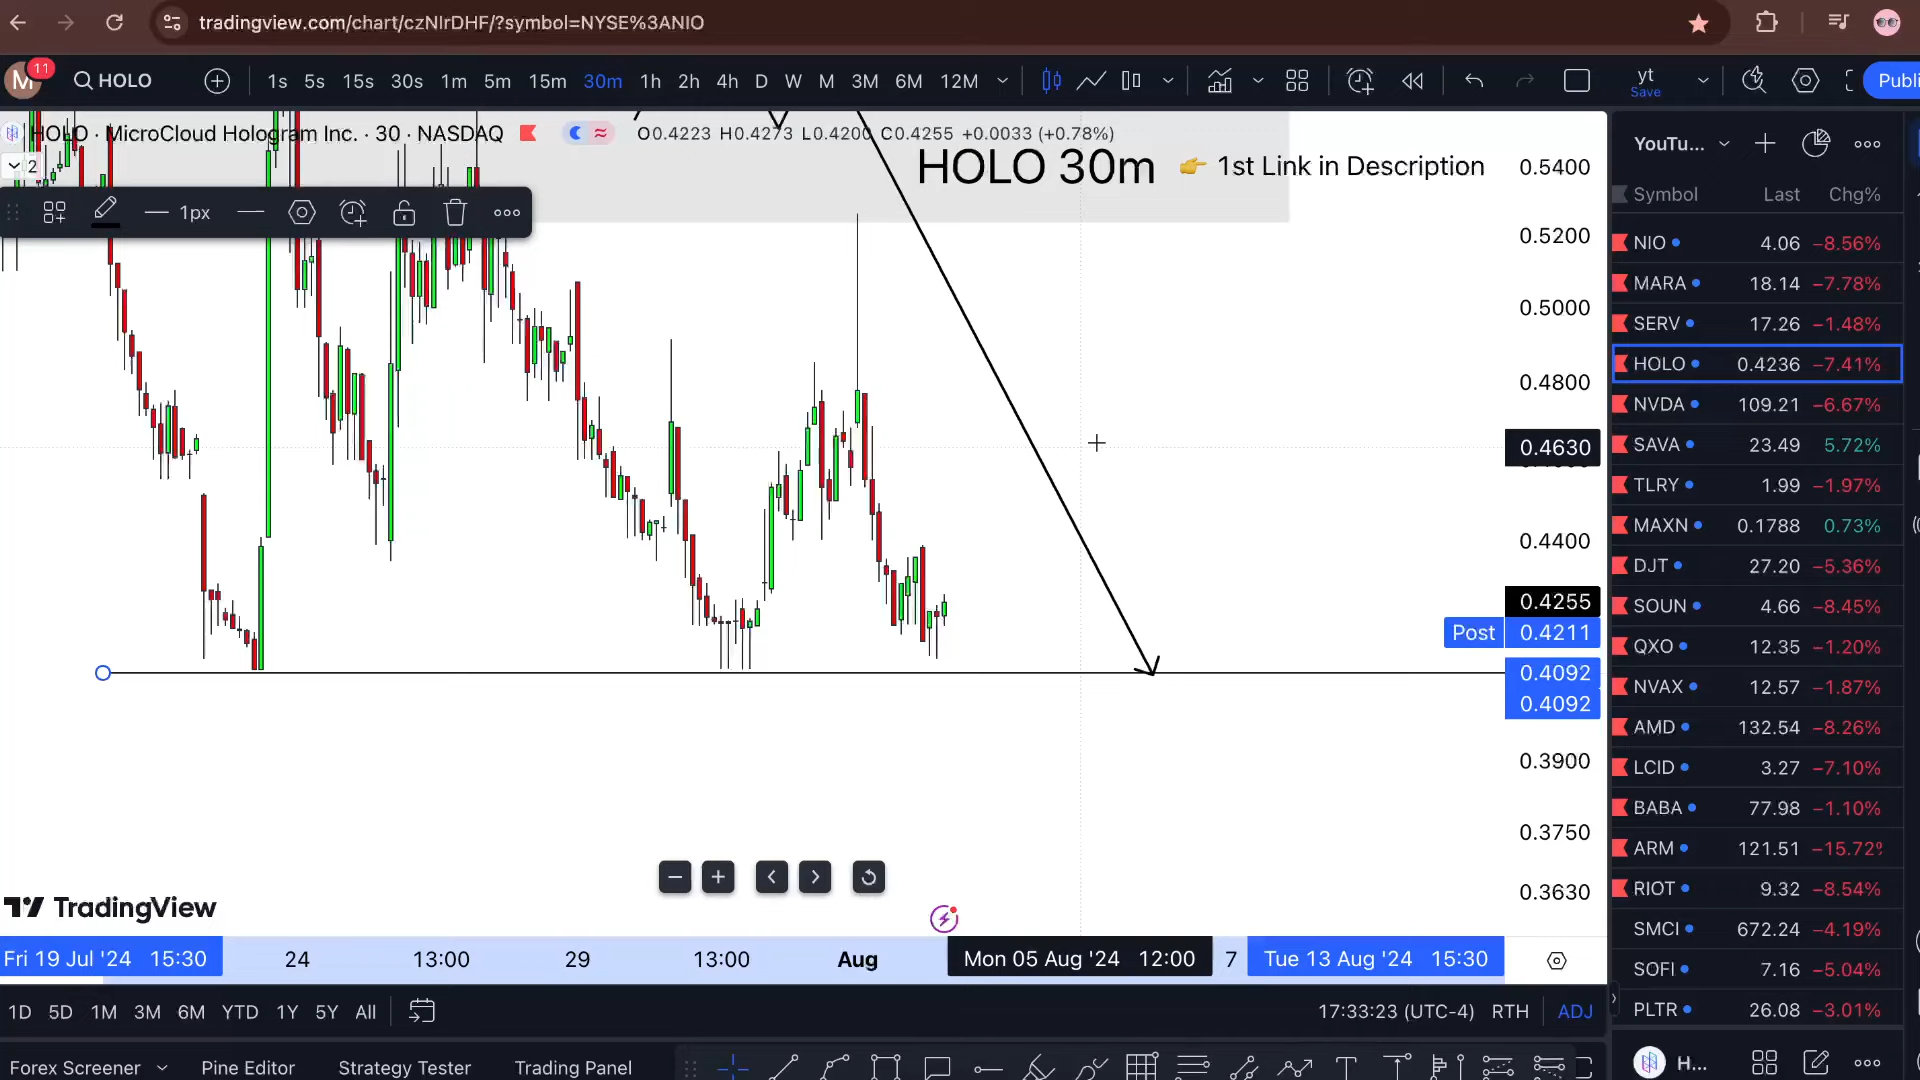 tradingview.com/chart/czNIrDHF/?symbol=NYSE%3ANIO
M 11 HOLO 1s 5s 15s 30s 1m 5m 15m 30m 1h 2h 4h D W M 3M 6M 12M yt Save Publi
HOLO · MicroCloud Hologram Inc. · 30 · NASDAQ O0.4223 H0.4273 L0.4200 C0.4255 +0.0033 (+0.78%)
2
HOLO 30m 👉 1st Link in Description
1px
0.5400
0.5200
0.5000
0.4800
0.4630
0.4400
0.4255
Post 0.4211
0.4092
0.4092
0.3900
0.3750
0.3630
YouTu...
Symbol Last Chg%
NIO 4.06 −8.56%
MARA 18.14 −7.78%
SERV 17.26 −1.48%
HOLO 0.4236 −7.41%
NVDA 109.21 −6.67%
SAVA 23.49 5.72%
TLRY 1.99 −1.97%
MAXN 0.1788 0.73%
DJT 27.20 −5.36%
SOUN 4.66 −8.45%
QXO 12.35 −1.20%
NVAX 12.57 −1.87%
AMD 132.54 −8.26%
LCID 3.27 −7.10%
BABA 77.98 −1.10%
ARM 121.51 −15.72%
RIOT 9.32 −8.54%
SMCI 672.24 −4.19%
SOFI 7.16 −5.04%
PLTR 26.08 −3.01%
H...
TradingView
Fri 19 Jul '24 15:30 24 13:00 29 13:00 Aug Mon 05 Aug '24 12:00 7 Tue 13 Aug '24 15:30
1D 5D 1M 3M 6M YTD 1Y 5Y All 17:33:23 (UTC-4) RTH ADJ
Forex Screener Pine Editor Strategy Tester Trading Panel